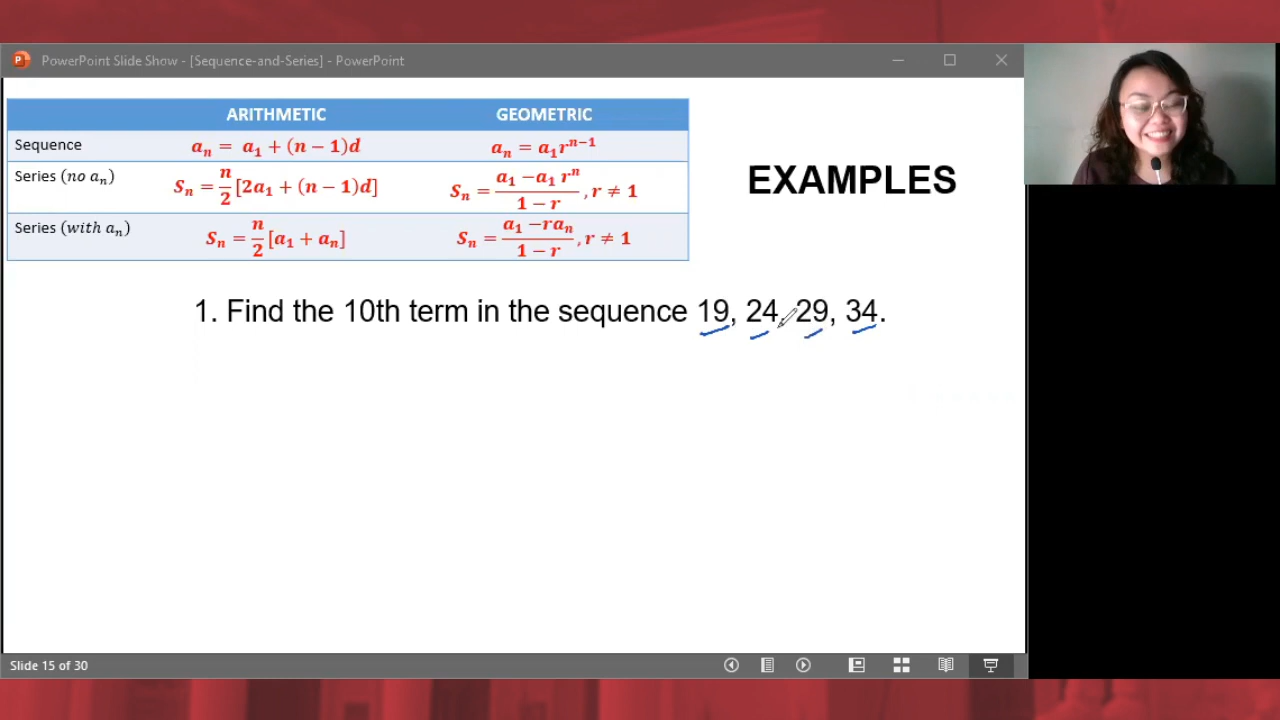 PowerPoint Slide Show - [Sequence-and-Series] - PowerPoint
ARITHMETIC GEOMETRIC
Sequence aₙ = a₁ + (n − 1)d aₙ = a₁rⁿ⁻¹
Series (no aₙ) Sₙ = n/2 [2a₁ + (n − 1)d] Sₙ = (a₁ − a₁ rⁿ)/(1 − r), r ≠ 1
Series (with aₙ) Sₙ = n/2 [a₁ + aₙ] Sₙ = (a₁ − raₙ)/(1 − r), r ≠ 1
EXAMPLES
1. Find the 10th term in the sequence 19, 24, 29, 34.
Slide 15 of 30